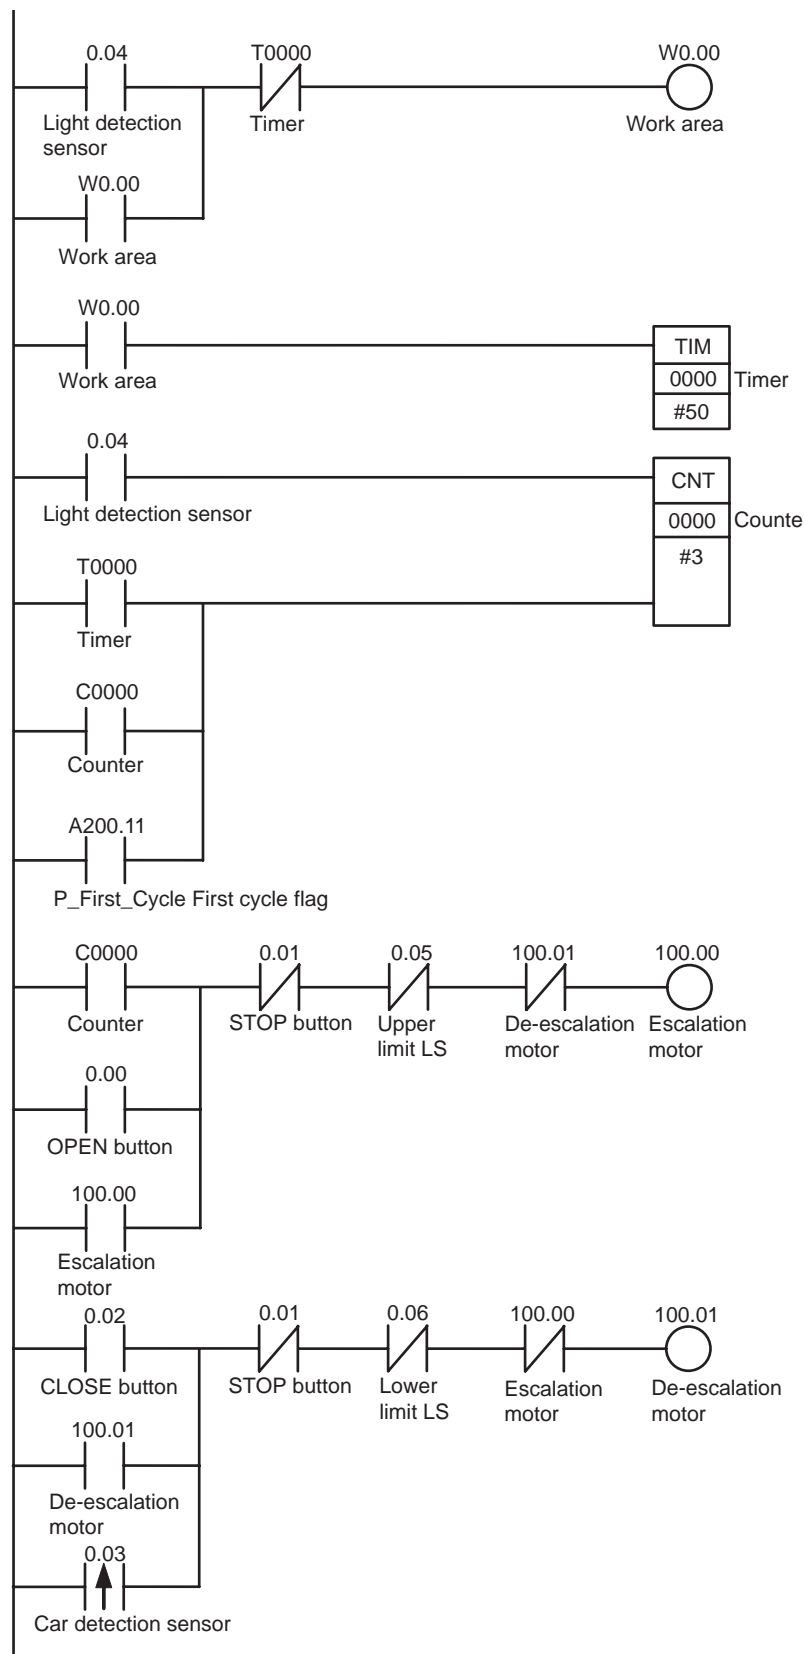 0.04 T0000 W0.00
Light detection
sensor
Timer
Work area
W0.00
Work area
W0.00
Work area
TIM
0000 Timer
#50
0.04
Light detection sensor
CNT
0000 Counte
#3
T0000
Timer
C0000
Counter
A200.11
P_First_Cycle First cycle flag
C0000 0.01 0.05 100.01 100.00
Counter
STOP button
Upper
limit LS
De-escalation
motor
Escalation
motor
0.00
OPEN button
100.00
Escalation
motor
0.02 0.01 0.06 100.00 100.01
CLOSE button
STOP button
Lower
limit LS
Escalation
motor
De-escalation
motor
100.01
De-escalation
motor
0.03
Car detection sensor